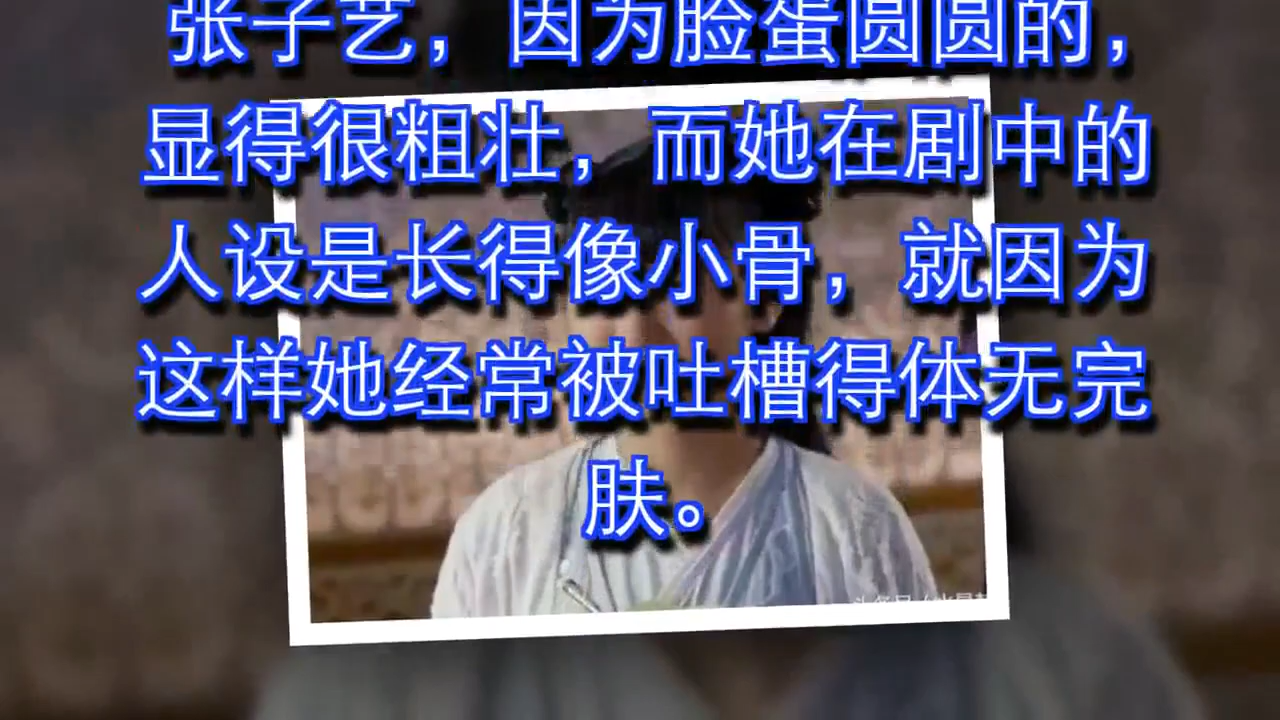 张子艺，因为脸蛋圆圆的，
显得很粗壮，而她在剧中的
人设是长得像小骨，就因为
这样她经常被吐槽得体无完
肤。